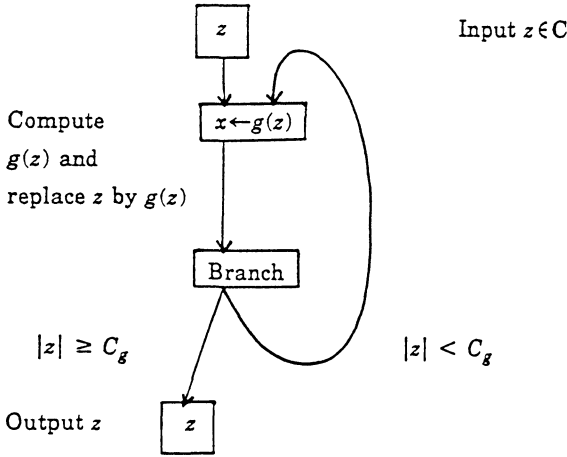 z
Input z ∈ C
x ← g(z)
Compute
g(z) and
replace z by g(z)
Branch
|z| ≥ C_g
|z| < C_g
Output z
z